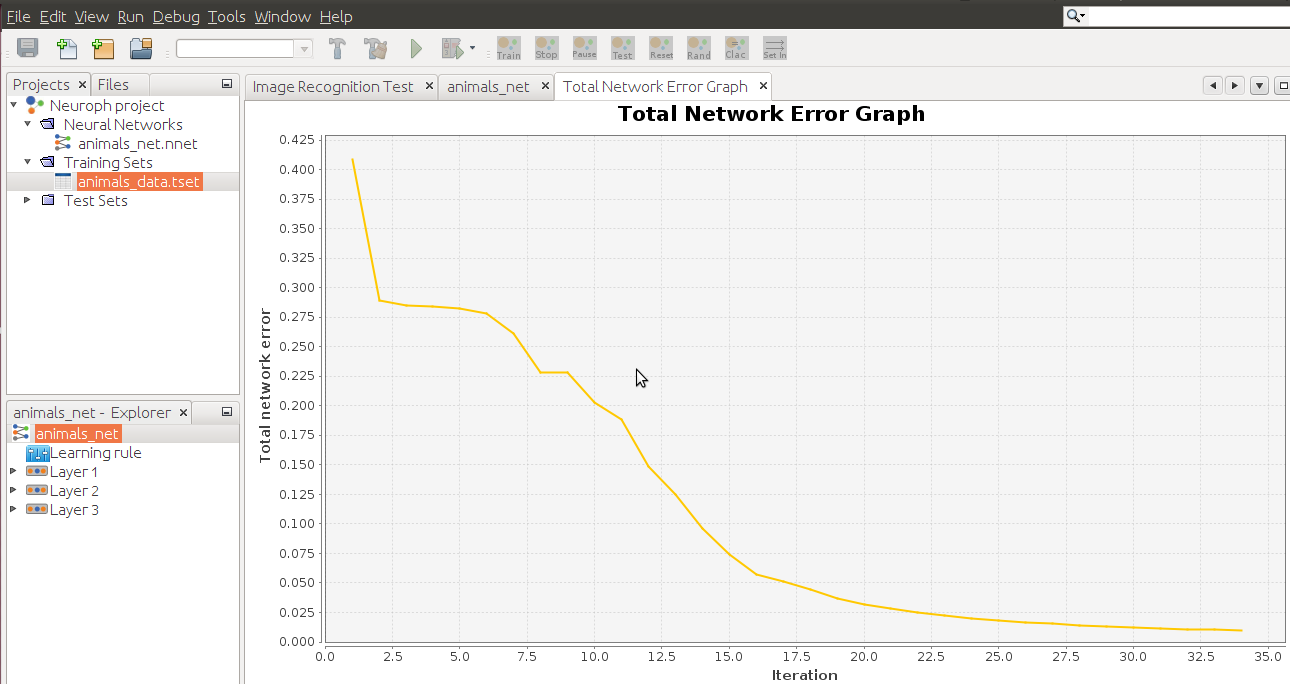 File Edit View Run Debug Tools Window Help
Train Stop Pause Test Reset Rand Clac Set In
Projects Files
Neuroph project
Neural Networks
animals_net.nnet
Training Sets
animals_data.tset
Test Sets
animals_net - Explorer
animals_net
Learning rule
Layer 1
Layer 2
Layer 3
Image Recognition Test animals_net Total Network Error Graph
Total Network Error Graph
Total network error
0.425
0.400
0.375
0.350
0.325
0.300
0.275
0.250
0.225
0.200
0.175
0.150
0.125
0.100
0.075
0.050
0.025
0.000
0.0 2.5 5.0 7.5 10.0 12.5 15.0 17.5 20.0 22.5 25.0 27.5 30.0 32.5 35.0
Iteration